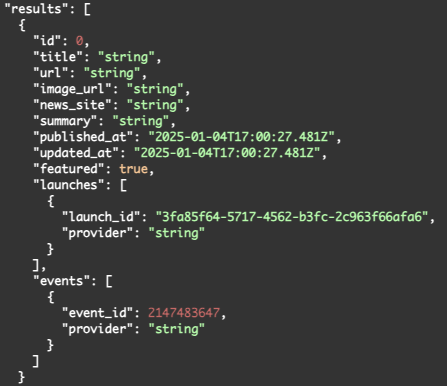 "results": [
  {
    "id": 0,
    "title": "string",
    "url": "string",
    "image_url": "string",
    "news_site": "string",
    "summary": "string",
    "published_at": "2025-01-04T17:00:27.481Z",
    "updated_at": "2025-01-04T17:00:27.481Z",
    "featured": true,
    "launches": [
      {
        "launch_id": "3fa85f64-5717-4562-b3fc-2c963f66afa6",
        "provider": "string"
      }
    ],
    "events": [
      {
        "event_id": 2147483647,
        "provider": "string"
      }
    ]
  }